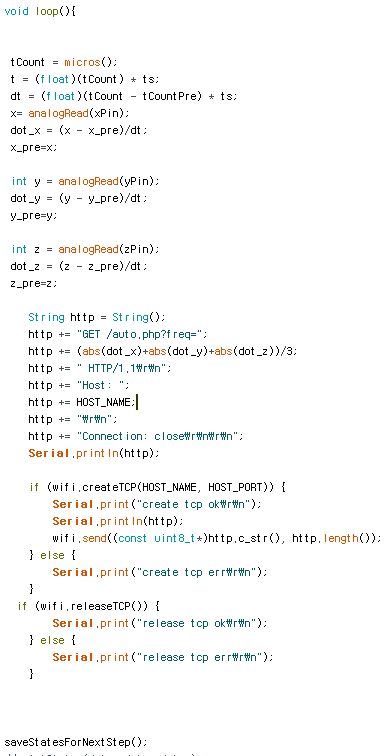 void loop(){
tCount = micros();
t = (float)(tCount) * ts;
dt = (float)(tCount - tCountPre) * ts;
x= analogRead(xPin);
dot_x = (x - x_pre)/dt;
x_pre=x;
int y = analogRead(yPin);
dot_y = (y - y_pre)/dt;
y_pre=y;
int z = analogRead(zPin);
dot_z = (z - z_pre)/dt;
z_pre=z;
String http = String();
http += "GET /auto.php?freq=";
http += (abs(dot_x)+abs(dot_y)+abs(dot_z))/3;
http += " HTTP/1.1₩r₩n";
http += "Host: ";
http += HOST_NAME;
http += "₩r₩n";
http += "Connection: close₩r₩n₩r₩n";
Serial.println(http);
if (wifi.createTCP(HOST_NAME, HOST_PORT)) {
Serial.print("create tcp ok₩r₩n");
Serial.println(http);
wifi.send((const uint8_t*)http.c_str(), http.length());
} else {
Serial.print("create tcp err₩r₩n");
}
if (wifi.releaseTCP()) {
Serial.print("release tcp ok₩r₩n");
} else {
Serial.print("release tcp err₩r₩n");
}
saveStatesForNextStep();